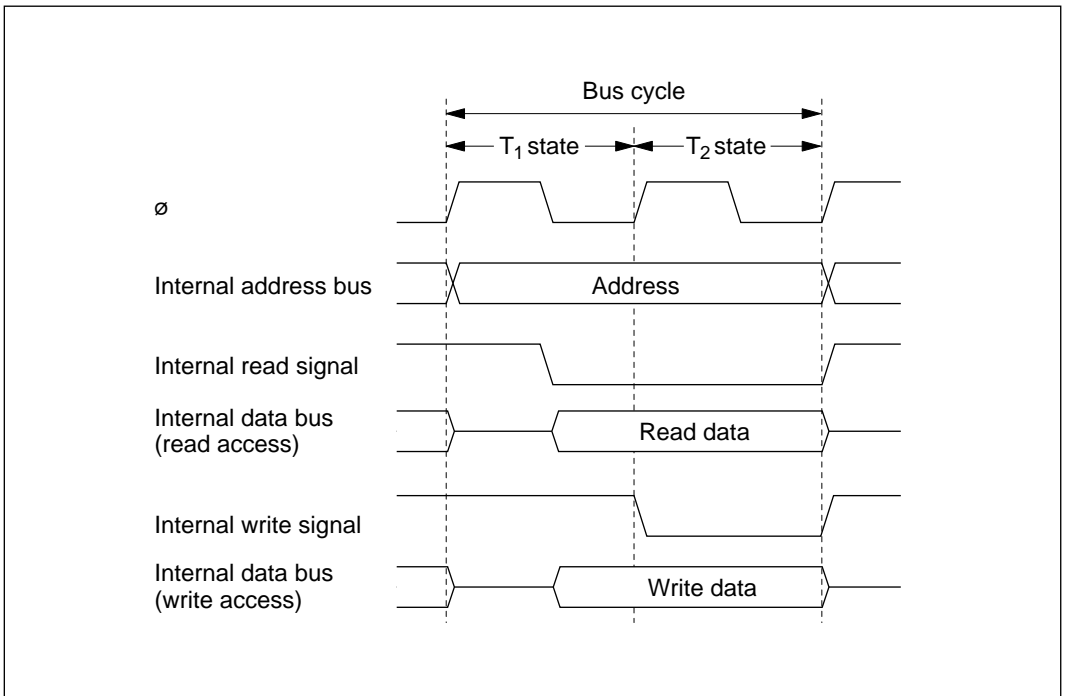 Bus cycle
T₁ state
T₂ state
ø
Internal address bus
Address
Internal read signal
Internal data bus
(read access)
Read data
Internal write signal
Internal data bus
(write access)
Write data